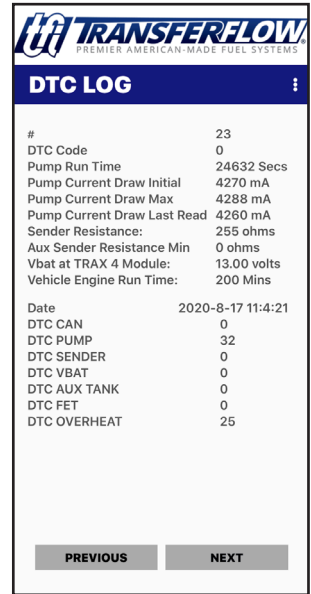 tfi TRANSFER FLOW®
PREMIER AMERICAN-MADE FUEL SYSTEMS
DTC LOG
# 23
DTC Code 0
Pump Run Time 24632 Secs
Pump Current Draw Initial 4270 mA
Pump Current Draw Max 4288 mA
Pump Current Draw Last Read 4260 mA
Sender Resistance: 255 ohms
Aux Sender Resistance Min 0 ohms
Vbat at TRAX 4 Module: 13.00 volts
Vehicle Engine Run Time: 200 Mins
Date 2020-8-17 11:4:21
DTC CAN 0
DTC PUMP 32
DTC SENDER 0
DTC VBAT 0
DTC AUX TANK 0
DTC FET 0
DTC OVERHEAT 25
PREVIOUS NEXT